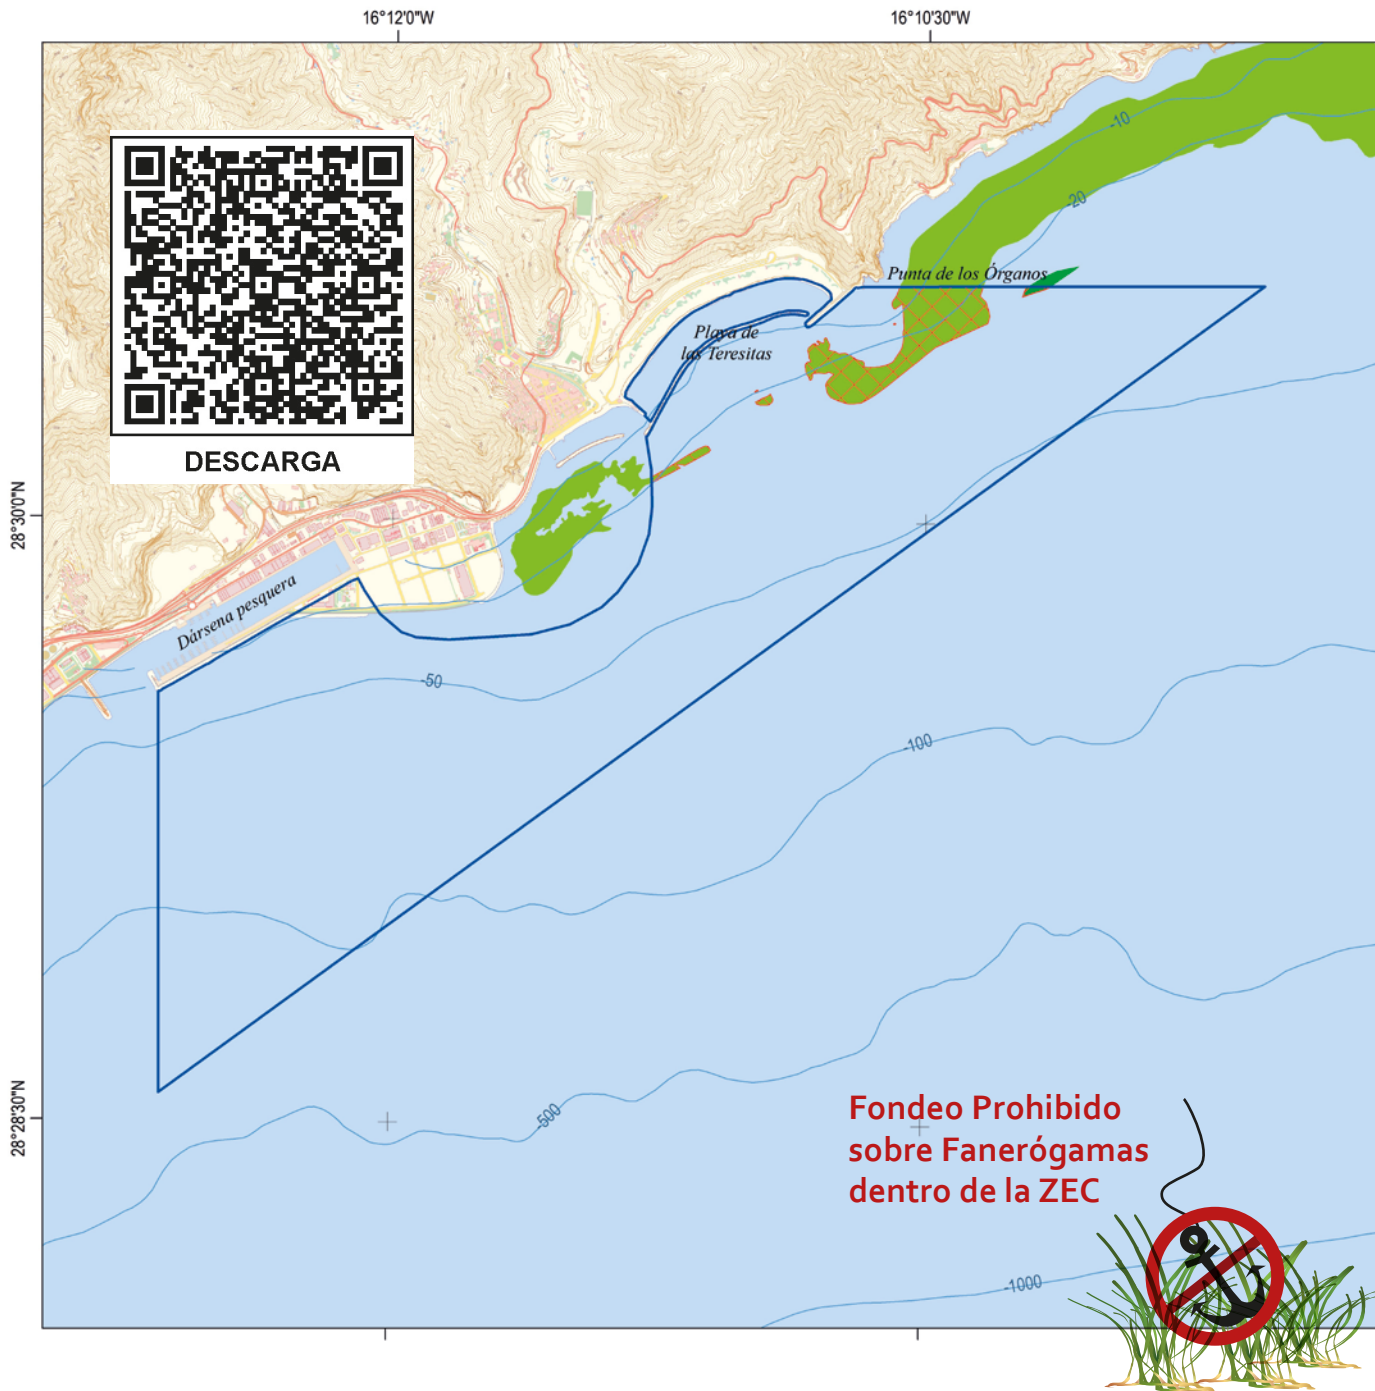 16°12'0"W
16°10'30"W
-10
-20
Punta de los Órganos
Playa de
las Teresitas
DESCARGA
28°30'0"N
Dársena pesquera
-50
-100
28°28'30"N
-500
Fondeo Prohibido
sobre Fanerógamas
dentro de la ZEC
-1000